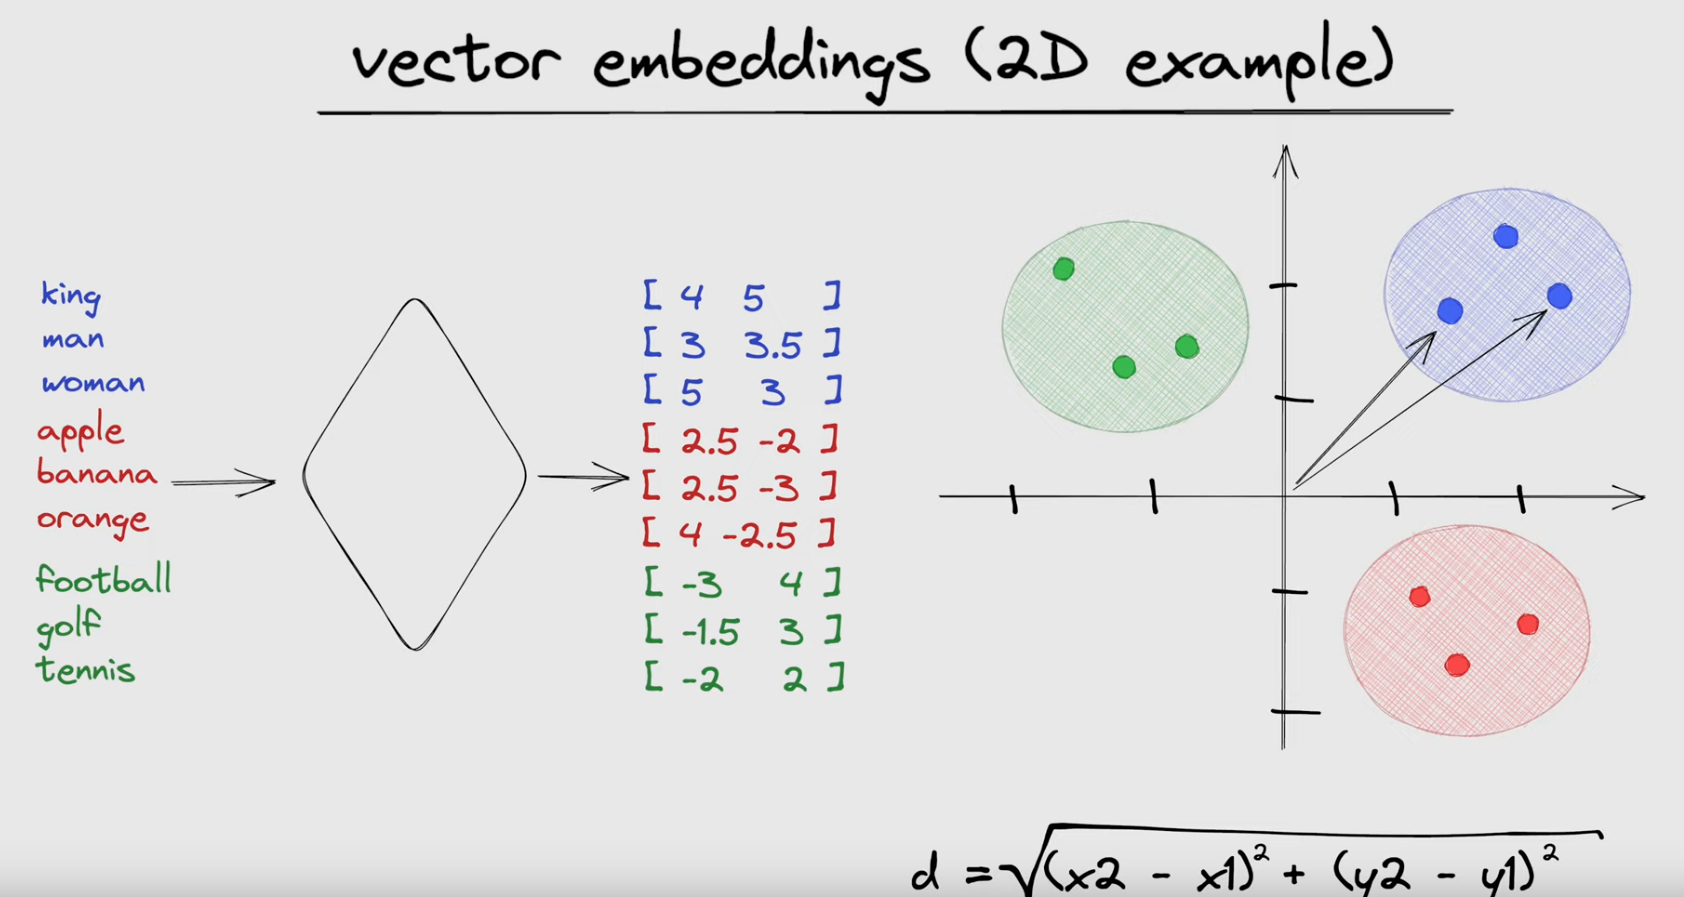 vector embeddings (2D example)
king
man
woman
apple
banana
orange
football
golf
tennis
[ 4 5 ]
[ 3 3.5 ]
[ 5 3 ]
[ 2.5 -2 ]
[ 2.5 -3 ]
[ 4 -2.5 ]
[ -3 4 ]
[ -1.5 3 ]
[ -2 2 ]
d = √(x2 - x1)² + (y2 - y1)²